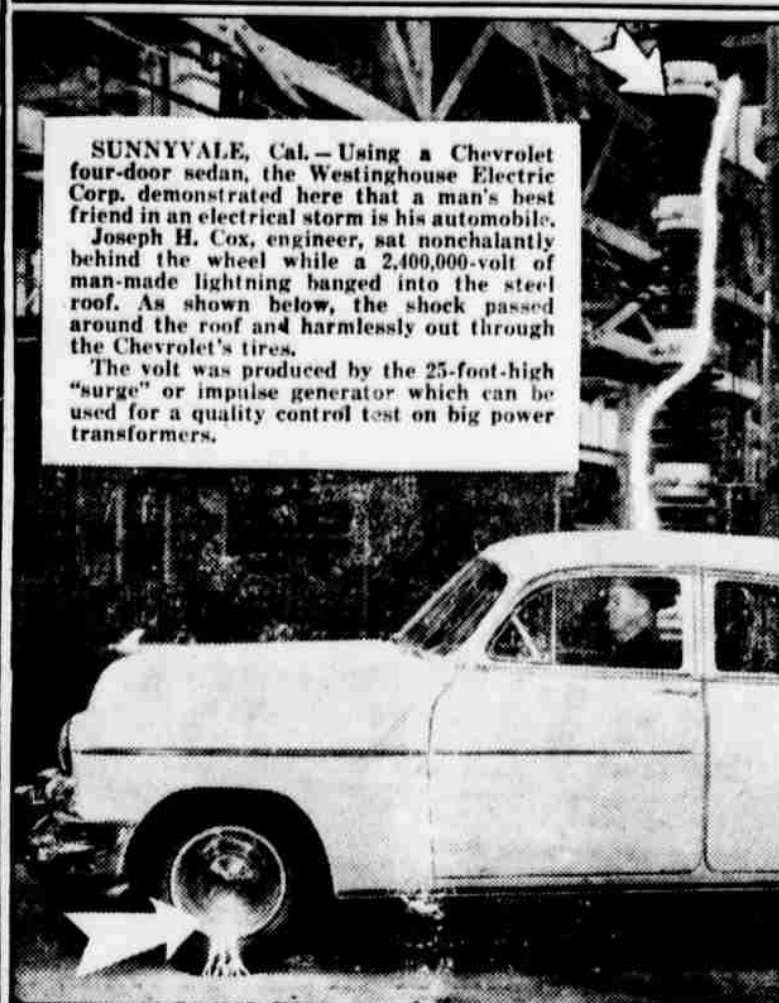 SUNNYVALE, Cal. — Using a Chevrolet
four-door sedan, the Westinghouse Electric
Corp. demonstrated here that a man's best
friend in an electrical storm is his automobile.
Joseph H. Cox, engineer, sat nonchalantly
behind the wheel while a 2,400,000-volt of
man-made lightning banged into the steel
roof. As shown below, the shock passed
around the roof and harmlessly out through
the Chevrolet's tires.
The volt was produced by the 25-foot-high
"surge" or impulse generator which can be
used for a quality control test on big power
transformers.